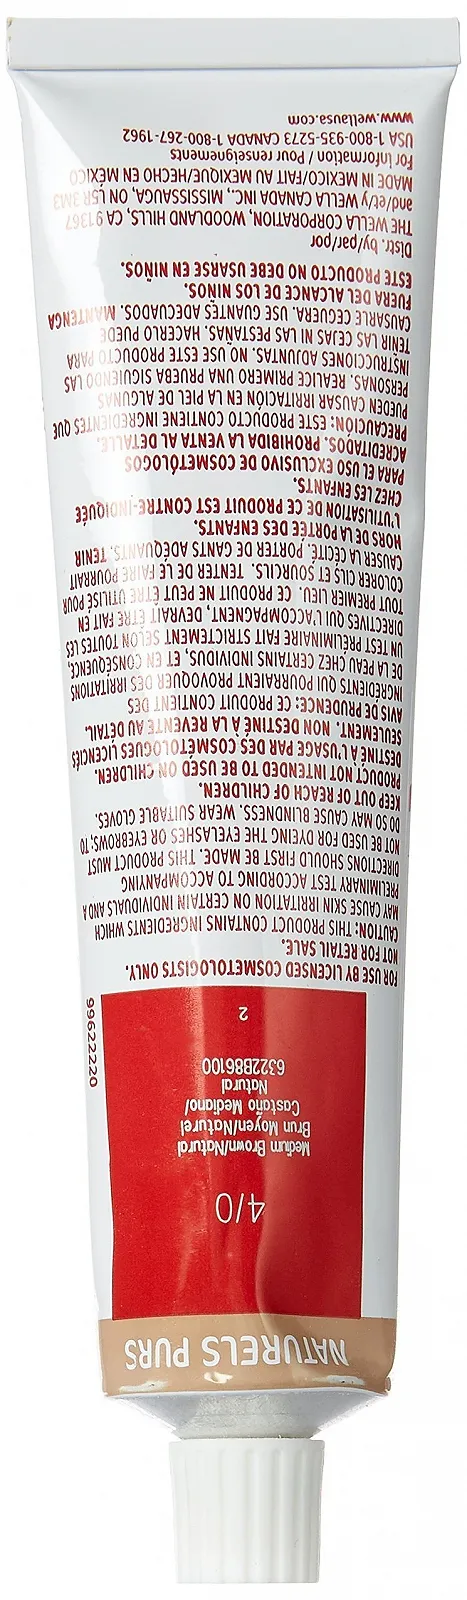 NATURELS PURS
4/0
Medium Brown/Natural
Brun Moyen/Naturel
Castaño Mediano/
Natural
6322B86100
2
99622220
FOR USE BY LICENSED COSMETOLOGISTS ONLY.
NOT FOR RETAIL SALE.
CAUTION: THIS PRODUCT CONTAINS INGREDIENTS WHICH
MAY CAUSE SKIN IRRITATION ON CERTAIN INDIVIDUALS AND A
PRELIMINARY TEST ACCORDING TO ACCOMPANYING
DIRECTIONS SHOULD FIRST BE MADE. THIS PRODUCT MUST
NOT BE USED FOR DYEING THE EYELASHES OR EYEBROWS; TO
DO SO MAY CAUSE BLINDNESS. WEAR SUITABLE GLOVES.
KEEP OUT OF REACH OF CHILDREN.
PRODUCT NOT INTENDED TO BE USED ON CHILDREN.
DESTINÉ À L'USAGE PAR DES COSMÉTOLOGUES LICENCIÉS
SEULEMENT. NON DESTINÉ À LA REVENTE AU DÉTAIL.
AVIS DE PRUDENCE: CE PRODUIT CONTIENT DES
INGRÉDIENTS QUI POURRAIENT PROVOQUER DES IRRITATIONS
DE LA PEAU CHEZ CERTAINS INDIVIDUS, ET EN CONSÉQUENCE,
UN TEST PRÉLIMINAIRE FAIT STRICTEMENT SELON TOUTES LES
DIRECTIVES QUI L'ACCOMPAGNENT, DEVRAIT ÊTRE FAIT EN
TOUT PREMIER LIEU. CE PRODUIT NE PEUT ÊTRE UTILISÉ POUR
COLORER CILS ET SOURCILS. TENTER DE LE FAIRE POURRAIT
CAUSER LA CÉCITÉ. PORTER DE GANTS ADÉQUANTS. TENIR
HORS DE LA PORTÉE DES ENFANTS.
L'UTILISATION DE CE PRODUIT EST CONTRE-INDIQUÉE
CHEZ LES ENFANTS.
PARA EL USO EXCLUSIVO DE COSMETÓLOGOS
ACREDITADOS. PROHIBIDA LA VENTA AL DETALLE.
PRECAUCIÓN: ESTE PRODUCTO CONTIENE INGREDIENTES QUE
PUEDEN CAUSAR IRRITACIÓN EN LA PIEL DE ALGUNAS
PERSONAS. REALICE PRIMERO UNA PRUEBA SIGUIENDO LAS
INSTRUCCIONES ADJUNTAS. NO USE ESTE PRODUCTO PARA
TEÑIR LAS CEJAS NI LAS PESTAÑAS. HACERLO PUEDE
CAUSARLE CEGUERA. USE GUANTES ADECUADOS. MANTENGA
FUERA DEL ALCANCE DE LOS NIÑOS.
ESTE PRODUCTO NO DEBE USARSE EN NIÑOS.
Distr. by/par/por
THE WELLA CORPORATION, WOODLAND, HILLS, CA 91367
and/et/y WELLA CANADA INC., MISSISSAUGA, ON L5R 3M3
MADE IN MEXICO/FAIT AU MEXIQUE/HECHO EN MÉXICO
For Information / Pour renseignements
USA 1-800-935-5273 CANADA 1-800-267-1962
www.wellausa.com